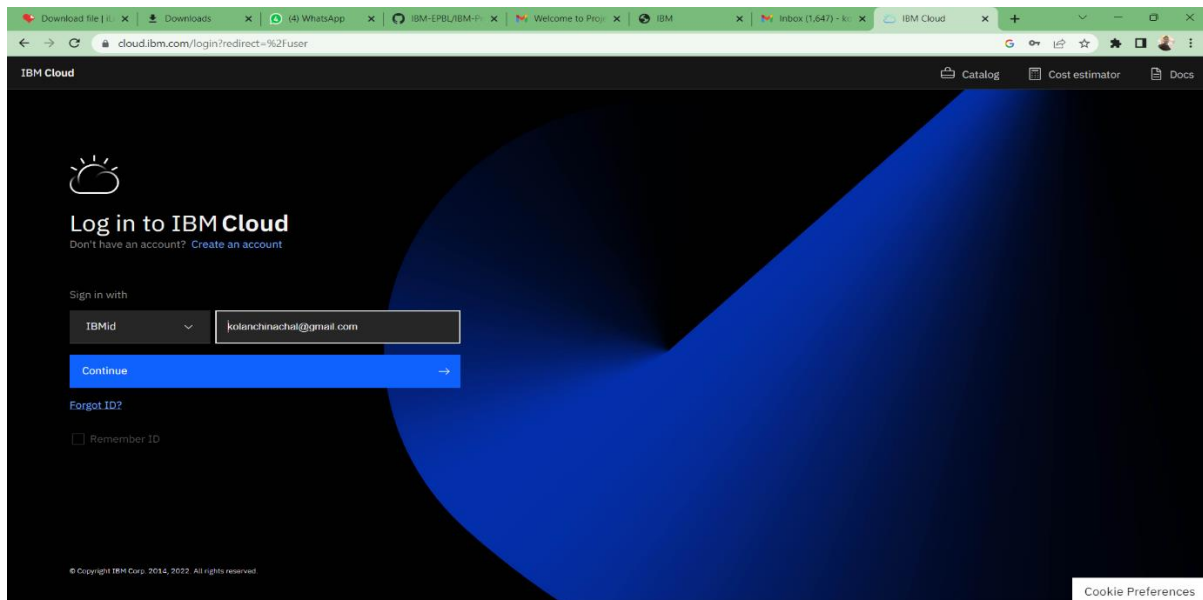 Download file | iL
Downloads
(4) WhatsApp
IBM-EPBL/IBM-P
Welcome to Proj
IBM
Inbox (1,647) - ko
IBM Cloud
cloud.ibm.com/login?redirect=%2Fuser
IBM Cloud
Catalog
Cost estimator
Docs
Log in to IBM Cloud
Don't have an account? Create an account
Sign in with
IBMid
kolanchinachal@gmail.com
Continue
Forgot ID?
Remember ID
© Copyright IBM Corp. 2014, 2022. All rights reserved.
Cookie Preferences